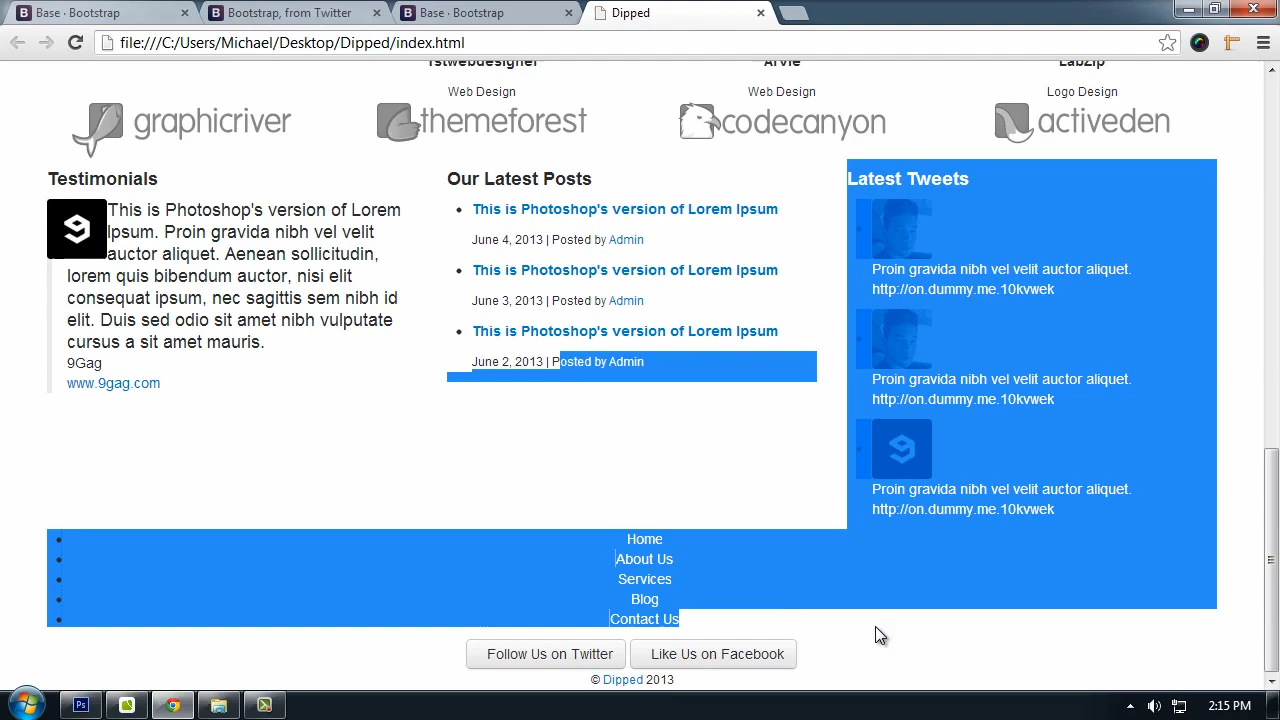 Base · Bootstrap
Bootstrap, from Twitter
Base · Bootstrap
Dipped
file:///C:/Users/Michael/Desktop/Dipped/index.html
1stwebdesigner
Arvie
LabZip
Web Design
Web Design
Logo Design
graphicriver
themeforest
codecanyon
activeden
Testimonials
This is Photoshop's version of Lorem
Ipsum. Proin gravida nibh vel velit
auctor aliquet. Aenean sollicitudin,
lorem quis bibendum auctor, nisi elit
consequat ipsum, nec sagittis sem nibh id
elit. Duis sed odio sit amet nibh vulputate
cursus a sit amet mauris.
9Gag
www.9gag.com
Our Latest Posts
This is Photoshop's version of Lorem Ipsum
June 4, 2013 | Posted by Admin
This is Photoshop's version of Lorem Ipsum
June 3, 2013 | Posted by Admin
This is Photoshop's version of Lorem Ipsum
June 2, 2013 | Posted by Admin
Latest Tweets
Proin gravida nibh vel velit auctor aliquet.
http://on.dummy.me.10kvwek
Proin gravida nibh vel velit auctor aliquet.
http://on.dummy.me.10kvwek
Proin gravida nibh vel velit auctor aliquet.
http://on.dummy.me.10kvwek
Home
About Us
Services
Blog
Contact Us
Follow Us on Twitter
Like Us on Facebook
© Dipped 2013
Ps
2:15 PM